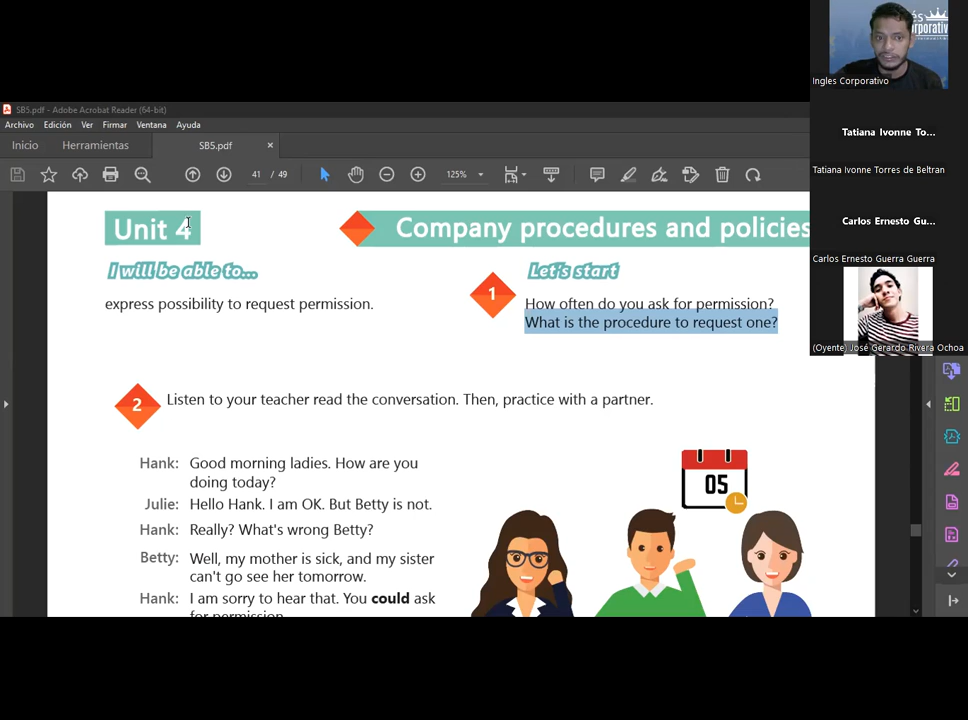 és
orporativ
Ingles Corporativo
Tatiana Ivonne To...
Tatiana Ivonne Torres de Beltran
Carlos Ernesto Gu...
Carlos Ernesto Guerra Guerra
(Oyente) José Gerardo Rivera Ochoa
SB5.pdf - Adobe Acrobat Reader (64-bit)
Archivo Edición Ver Firmar Ventana Ayuda
Inicio Herramientas SB5.pdf ×
41 / 49 125%
Unit 4 Company procedures and policies
I will be able to...
express possibility to request permission.
1
Let's start
How often do you ask for permission?
What is the procedure to request one?
2
Listen to your teacher read the conversation. Then, practice with a partner.
Hank: Good morning ladies. How are you
doing today?
Julie: Hello Hank. I am OK. But Betty is not.
Hank: Really? What's wrong Betty?
Betty: Well, my mother is sick, and my sister
can't go see her tomorrow.
Hank: I am sorry to hear that. You could ask
for permission
05